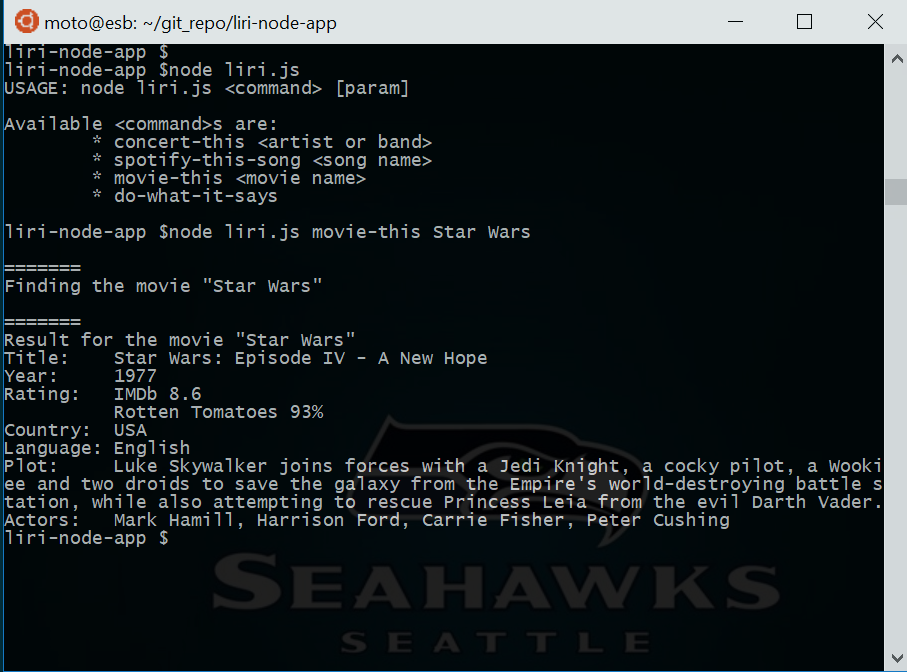 moto@esb: ~/git_repo/liri-node-app
liri-node-app $
liri-node-app $node liri.js
USAGE: node liri.js <command> [param]
Available <command>s are:
* concert-this <artist or band>
* spotify-this-song <song name>
* movie-this <movie name>
* do-what-it-says
liri-node-app $node liri.js movie-this Star Wars
=======
Finding the movie "Star Wars"
=======
Result for the movie "Star Wars"
Title:    Star Wars: Episode IV - A New Hope
Year:     1977
Rating:   IMDb 8.6
          Rotten Tomatoes 93%
Country:  USA
Language: English
Plot:     Luke Skywalker joins forces with a Jedi Knight, a cocky pilot, a Wooki
ee and two droids to save the galaxy from the Empire's world-destroying battle s
tation, while also attempting to rescue Princess Leia from the evil Darth Vader.
Actors:   Mark Hamill, Harrison Ford, Carrie Fisher, Peter Cushing
liri-node-app $
SEAHAWKS
SEATTLE